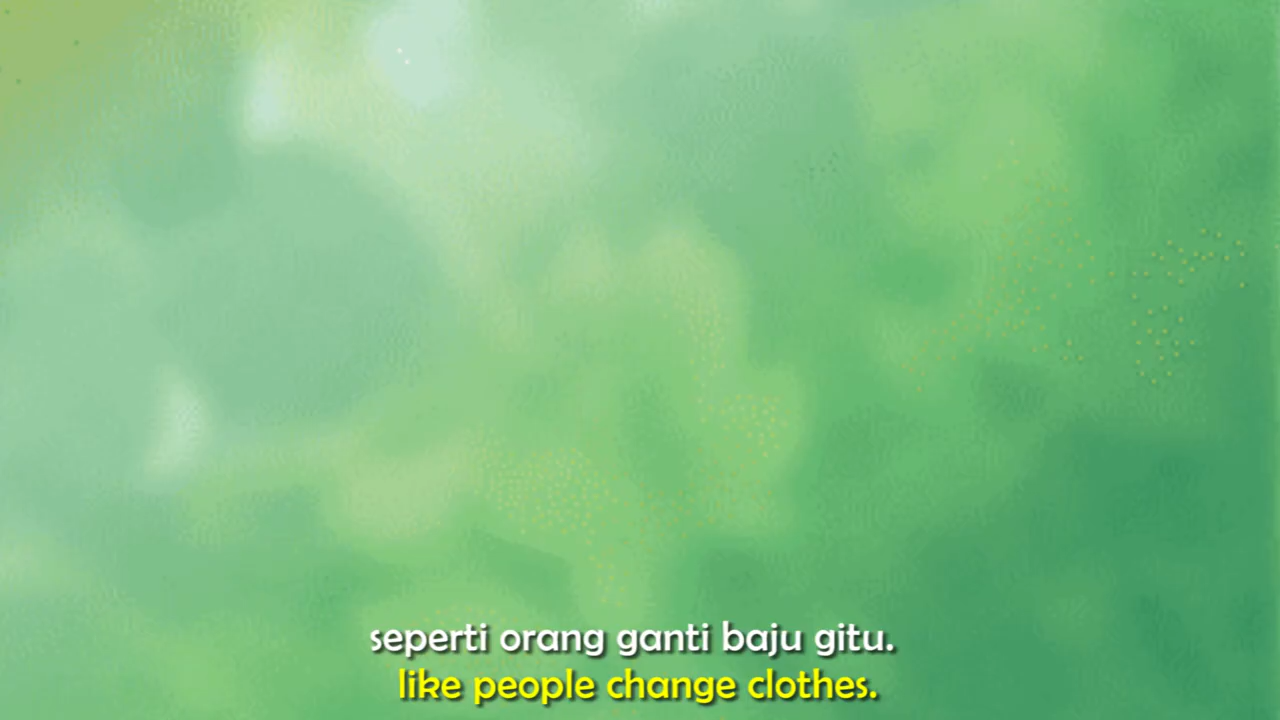 seperti orang ganti baju gitu.
like people change clothes.